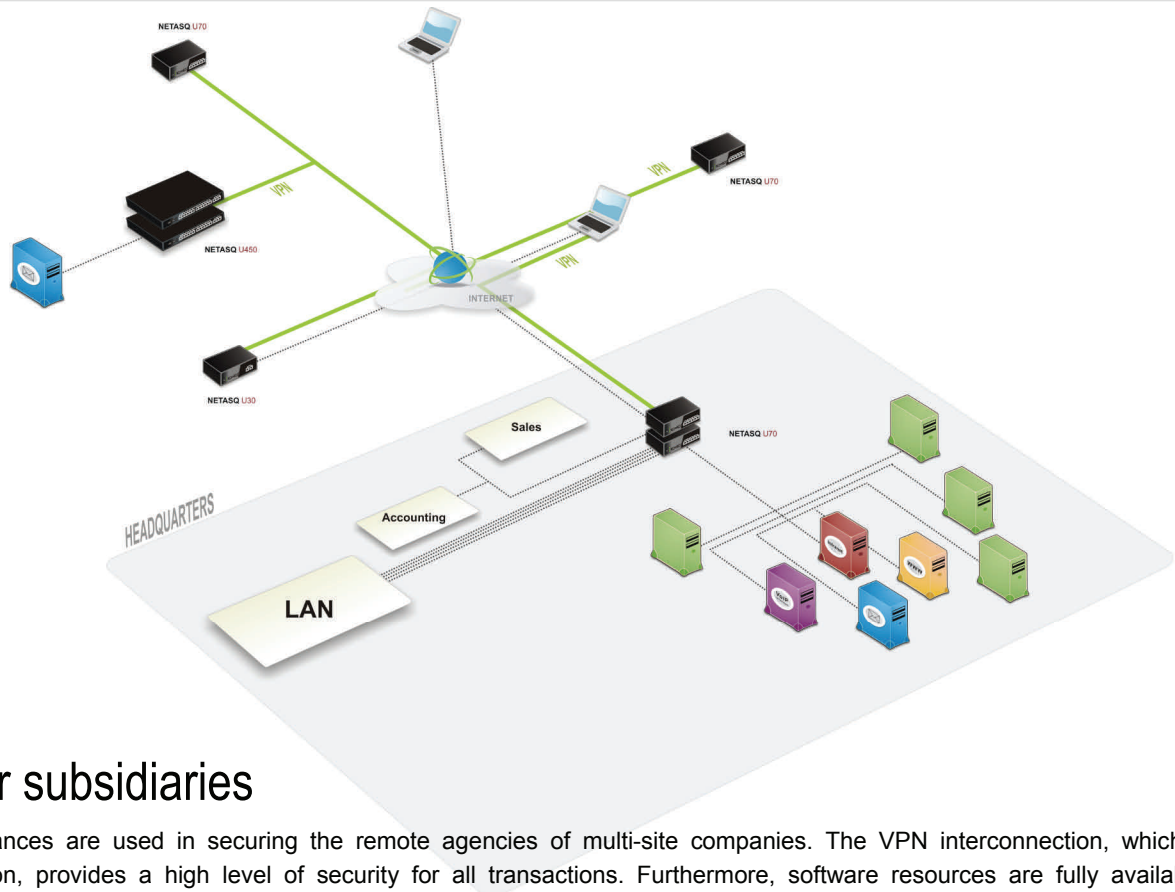 NETASQ U70
VPN
NETASQ U70
VPN
NETASQ U450
VPN
INTERNET
NETASQ U30
Sales
NETASQ U70
HEADQUARTERS
Accounting
WWW
LAN
VoIP
r subsidiaries
ances are used in securing the remote agencies of multi-site companies. The VPN interconnection, which
on, provides a high level of security for all transactions. Furthermore, software resources are fully availa